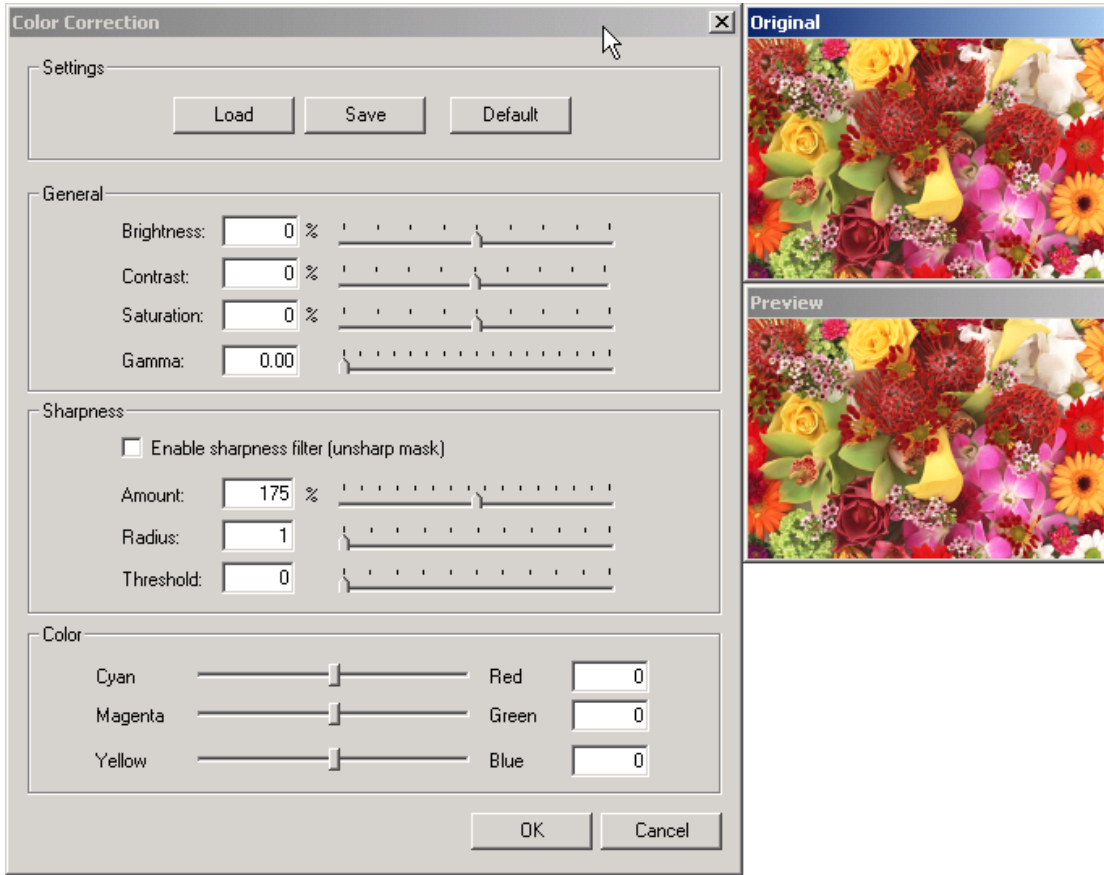 Color Correction
Settings
Load Save Default
General
Brightness: 0 %
Contrast: 0 %
Saturation: 0 %
Gamma: 0.00
Sharpness
Enable sharpness filter (unsharp mask)
Amount: 175 %
Radius: 1
Threshold: 0
Color
Cyan Red 0
Magenta Green 0
Yellow Blue 0
OK Cancel
Original
Preview